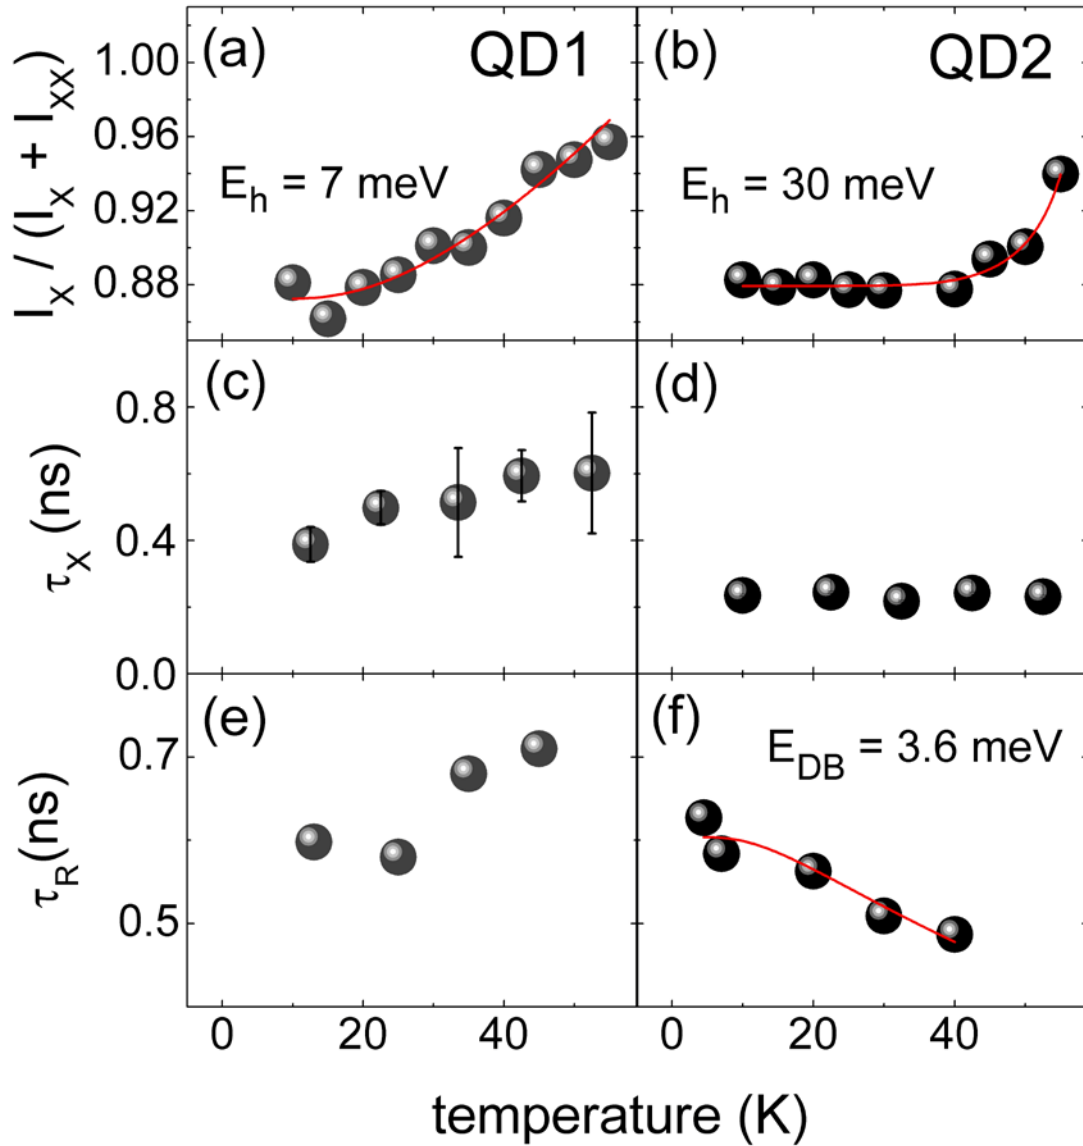 (a) QD1
(b) QD2
I_X / (I_X + I_XX)
1.00
0.96
0.92
0.88
E_h = 7 meV
E_h = 30 meV
(c)
(d)
τ_X (ns)
0.8
0.4
0.0
(e)
(f)
E_DB = 3.6 meV
τ_R(ns)
0.7
0.5
0 20 40
0 20 40
temperature (K)